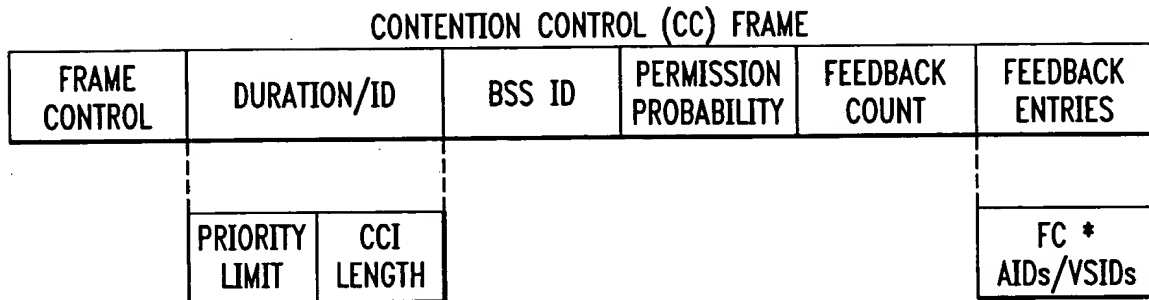 CONTENTION CONTROL (CC) FRAME
FRAME CONTROL
DURATION/ID
BSS ID
PERMISSION PROBABILITY
FEEDBACK COUNT
FEEDBACK ENTRIES
PRIORITY LIMIT
CCI LENGTH
FC *
AIDs/VSIDs